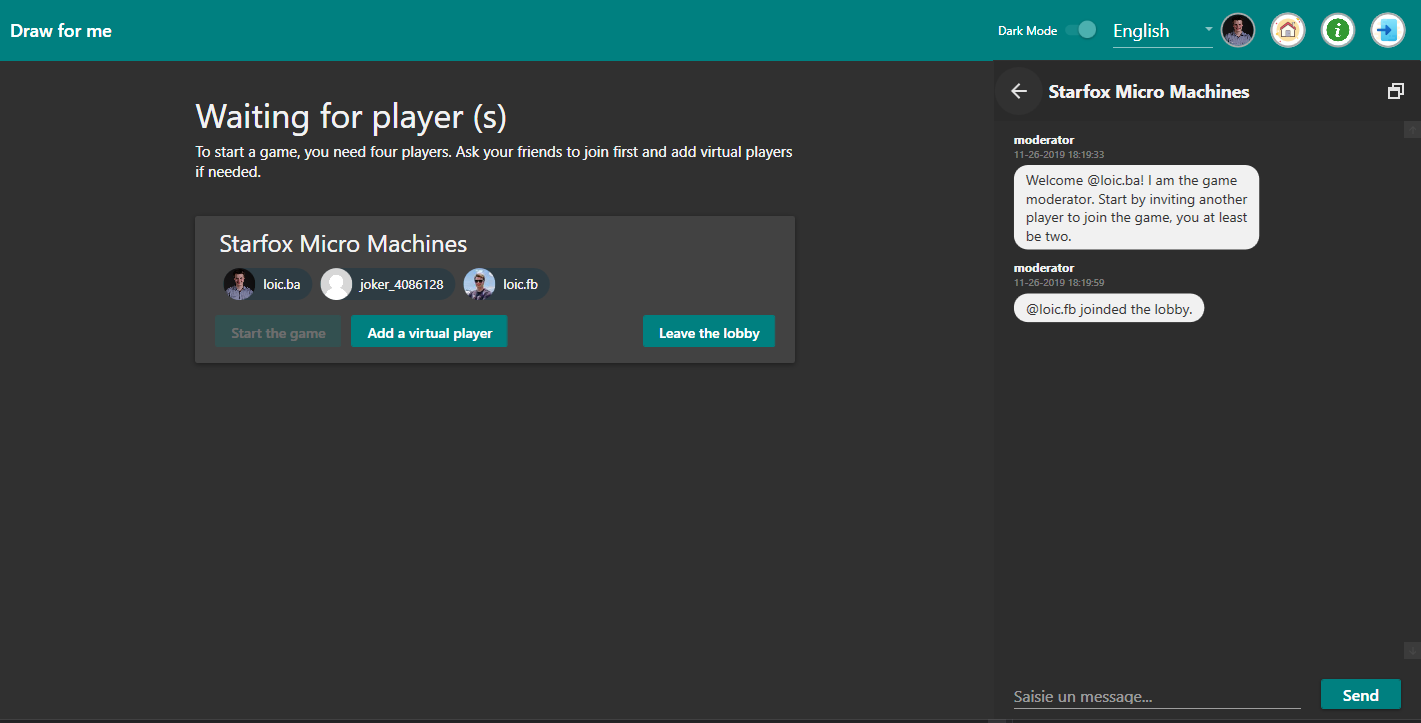 Draw for me
Dark Mode
English
Waiting for player (s)
To start a game, you need four players. Ask your friends to join first and add virtual players
if needed.
Starfox Micro Machines
loic.ba
joker_4086128
loic.fb
Start the game
Add a virtual player
Leave the lobby
Starfox Micro Machines
moderator
11-26-2019 18:19:33
Welcome @loic.ba! I am the game
moderator. Start by inviting another
player to join the game, you at least
be two.
moderator
11-26-2019 18:19:59
@loic.fb joinded the lobby.
Saisie un message...
Send